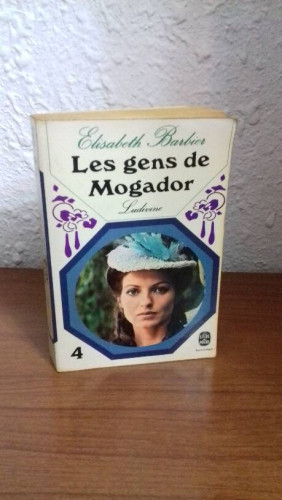 Elisabeth Barbier
Les gens de
Mogador
Ludivine
4